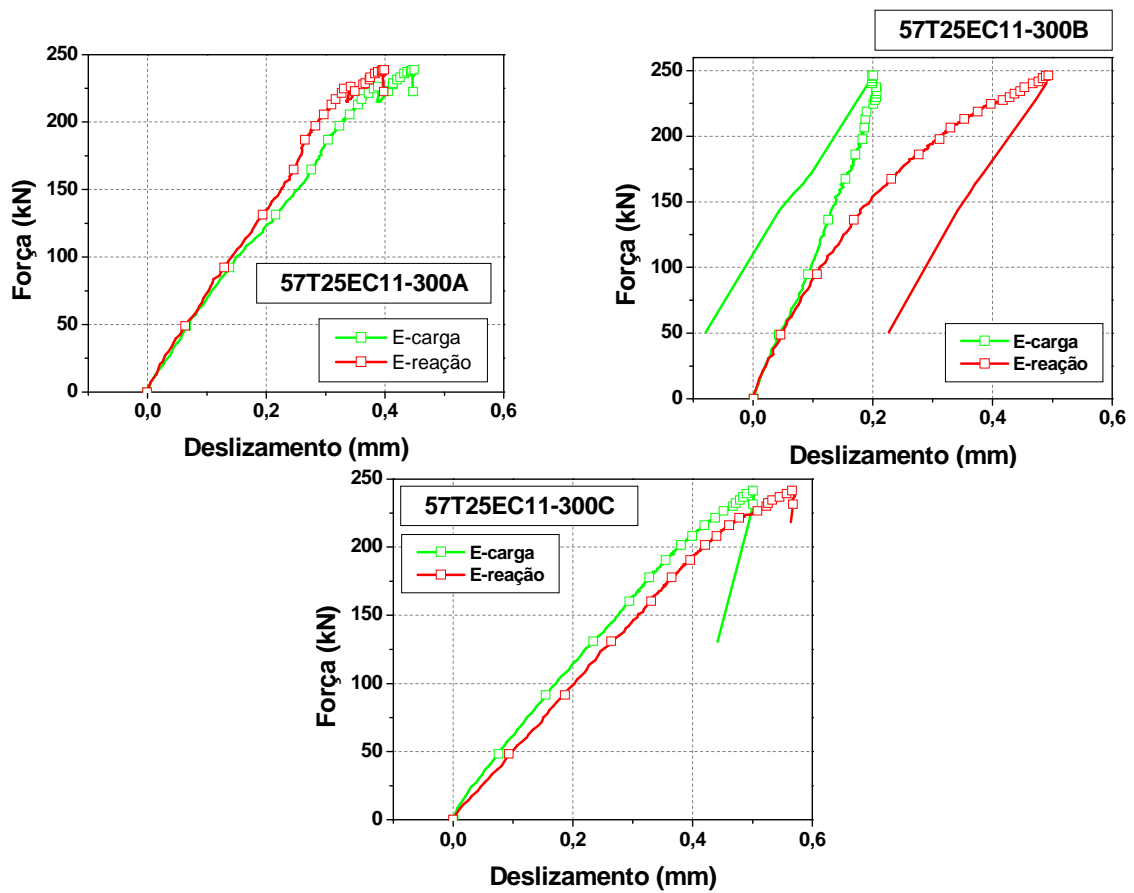 57T25EC11-300A
250
200
150
100
50
0
Força (kN)
E-carga
E-reação
0,0 0,2 0,4 0,6
Deslizamento (mm)
57T25EC11-300B
250
200
150
100
50
0
Força (kN)
E-carga
E-reação
0,0 0,2 0,4 0,6
Deslizamento (mm)
57T25EC11-300C
250
200
150
100
50
0
Força (kN)
E-carga
E-reação
0,0 0,2 0,4 0,6
Deslizamento (mm)